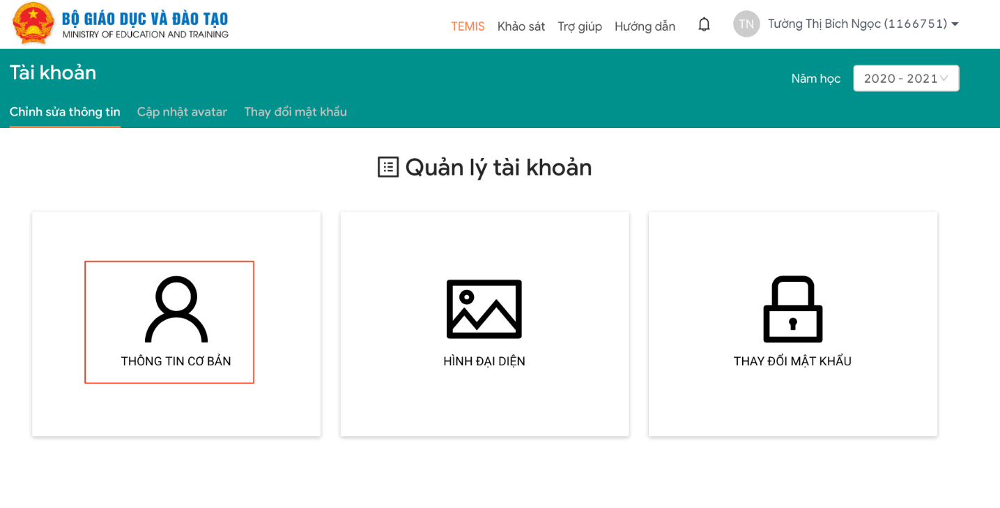 BỘ GIÁO DỤC VÀ ĐÀO TẠO
MINISTRY OF EDUCATION AND TRAINING
TEMIS Khảo sát Trợ giúp Hướng dẫn TN Tường Thị Bích Ngọc (1166751)
Tài khoản
Năm học 2020 - 2021
Chỉnh sửa thông tin Cập nhật avatar Thay đổi mật khẩu
Quản lý tài khoản
THÔNG TIN CƠ BẢN
HÌNH ĐẠI DIỆN
THAY ĐỔI MẬT KHẨU